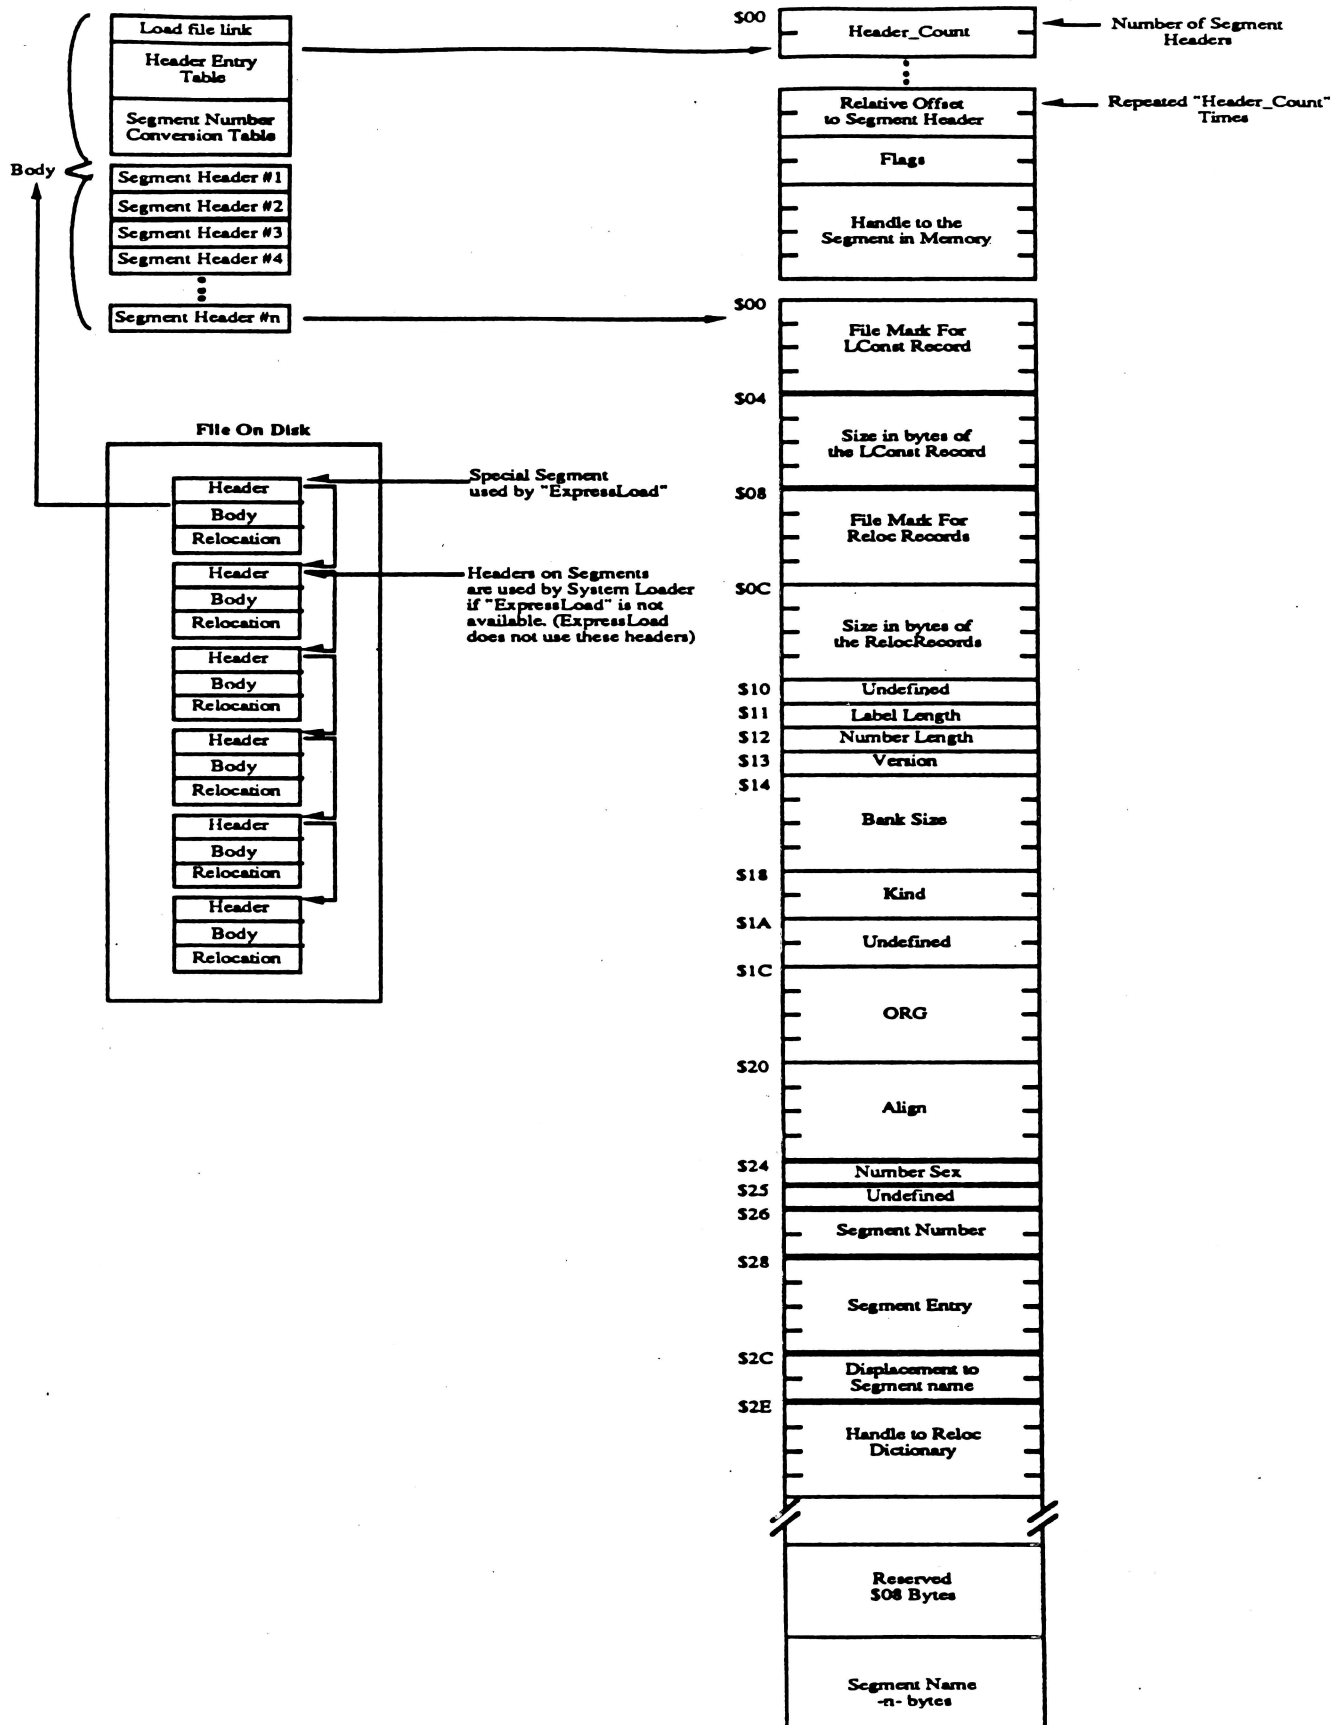 Load file link
Header Entry
Table
Segment Number
Conversion Table
Body
Segment Header #1
Segment Header #2
Segment Header #3
Segment Header #4
Segment Header #n
$00
Header_Count
Number of Segment
Headers
Relative Offset
to Segment Header
Repeated "Header_Count"
Times
Flags
Handle to the
Segment in Memory
File On Disk
Header
Body
Relocation
Header
Body
Relocation
Header
Body
Relocation
Header
Body
Relocation
Header
Body
Relocation
Header
Body
Relocation
Special Segment
used by "ExpressLoad"
Headers on Segments
are used by System Loader
if "ExpressLoad" is not
available. (ExpressLoad
does not use these headers)
$00
File Mark For
LConst Record
$04
Size in bytes of
the LConst Record
$08
File Mark For
Reloc Records
$0C
Size in bytes of
the RelocRecords
$10
Undefined
$11
Label Length
$12
Number Length
$13
Version
$14
Bank Size
$18
Kind
$1A
Undefined
$1C
ORG
$20
Align
$24
Number Sex
$25
Undefined
$26
Segment Number
$28
Segment Entry
$2C
Displacement to
Segment name
$2E
Handle to Reloc
Dictionary
Reserved
$08 Bytes
Segment Name
-n- bytes